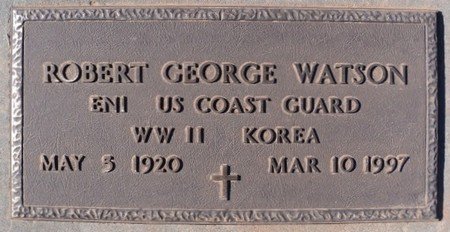 ROBERT GEORGE WATSON
EN1 US COAST GUARD
WW II KOREA
MAY 5 1920 MAR 10 1997